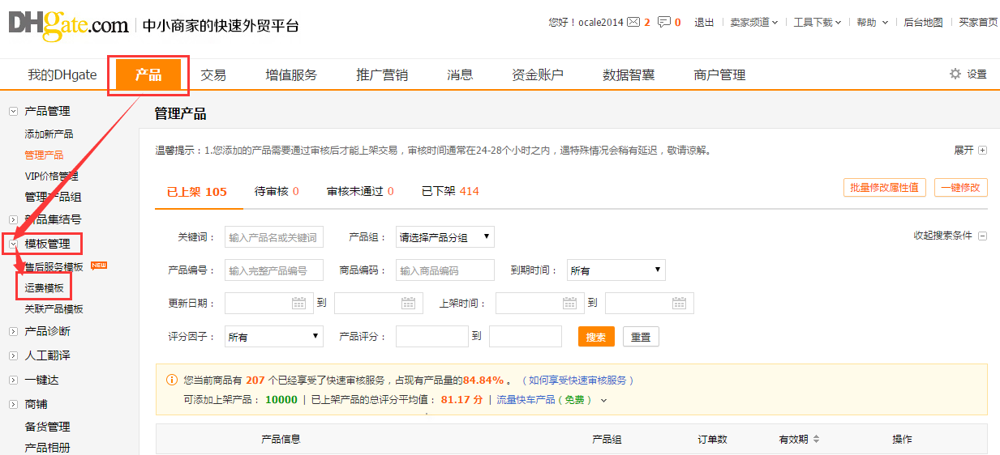 DHgate.com 中小商家的快速外贸平台
您好！ocale2014 2 0 退出 卖家频道 工具下载 帮助 后台地图 买家首页
我的DHgate 产品 交易 增值服务 推广营销 消息 资金账户 数据智囊 商户管理 设置
产品管理
添加新产品
管理产品
VIP价格管理
管理产品组
新品集结号
模板管理
售后服务模板 NEW
运费模板
关联产品模板
产品诊断
人工翻译
一键达
商铺
备货管理
产品相册
管理产品
温馨提示：1.您添加的产品需要通过审核后才能上架交易，审核时间通常在24-28个小时之内，遇特殊情况会稍有延迟，敬请谅解。 展开
已上架 105 待审核 0 审核未通过 0 已下架 414 批量修改属性值 一键修改
关键词： 输入产品名或关键词 产品组： 请选择产品分组 收起搜索条件
产品编号： 输入完整产品编号 商品编码： 输入商品编码 到期时间： 所有
更新日期： 到 上架时间： 到
评分因子： 所有 产品评分： 到 搜索 重置
您当前商品有 207 个已经享受了快速审核服务，占现有产品量的84.84% 。 （如何享受快速审核服务）
可添加上架产品： 10000 | 已上架产品的总评分平均值： 81.17 分 | 流量快车产品（免费）
产品信息 产品组 订单数 有效期 操作